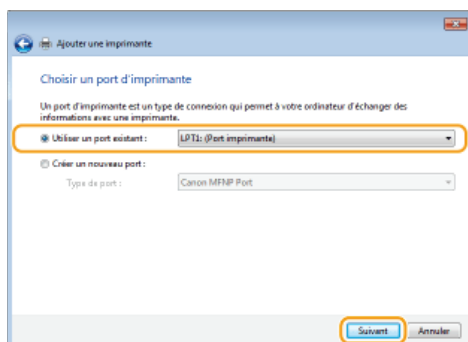 Ajouter une imprimante
Choisir un port d'imprimante
Un port d'imprimante est un type de connexion qui permet à votre ordinateur d'échanger des
informations avec une imprimante.
Utiliser un port existant :
LPT1: (Port imprimante)
Créer un nouveau port :
Type de port :
Canon MFNP Port
Suivant
Annuler